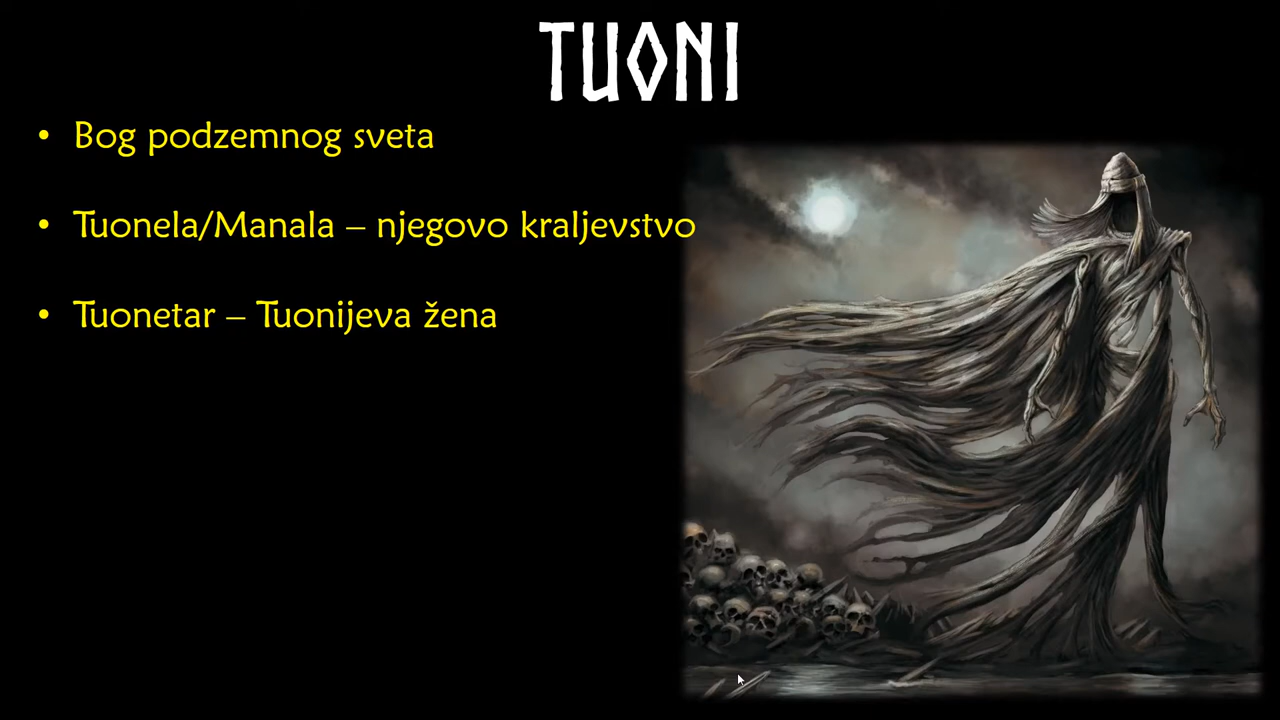 TUONI
• Bog podzemnog sveta
• Tuonela/Manala – njegovo kraljevstvo
• Tuonetar – Tuonijeva žena